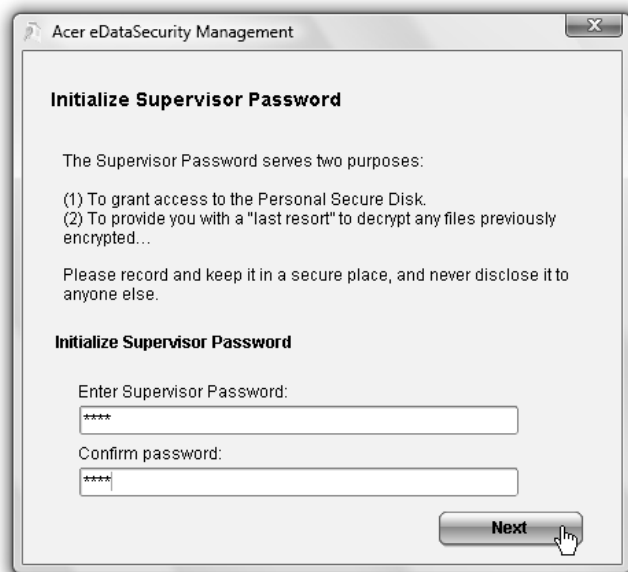 Acer eDataSecurity Management
Initialize Supervisor Password
The Supervisor Password serves two purposes:
(1) To grant access to the Personal Secure Disk.
(2) To provide you with a "last resort" to decrypt any files previously
encrypted...
Please record and keep it in a secure place, and never disclose it to
anyone else.
Initialize Supervisor Password
Enter Supervisor Password:
****
Confirm password:
****
Next